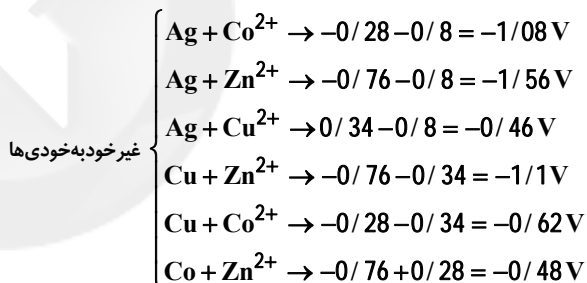 Ag + Co²⁺ → −0/28 −0/8 = −1/08 V
Ag + Zn²⁺ → −0/76 −0/8 = −1/56 V
Ag + Cu²⁺ → 0/34 −0/8 = −0/46 V
غیرخودبه‌خودی‌ها
Cu + Zn²⁺ → −0/76 −0/34 = −1/1 V
Cu + Co²⁺ → −0/28 −0/34 = −0/62 V
Co + Zn²⁺ → −0/76 +0/28 = −0/48 V